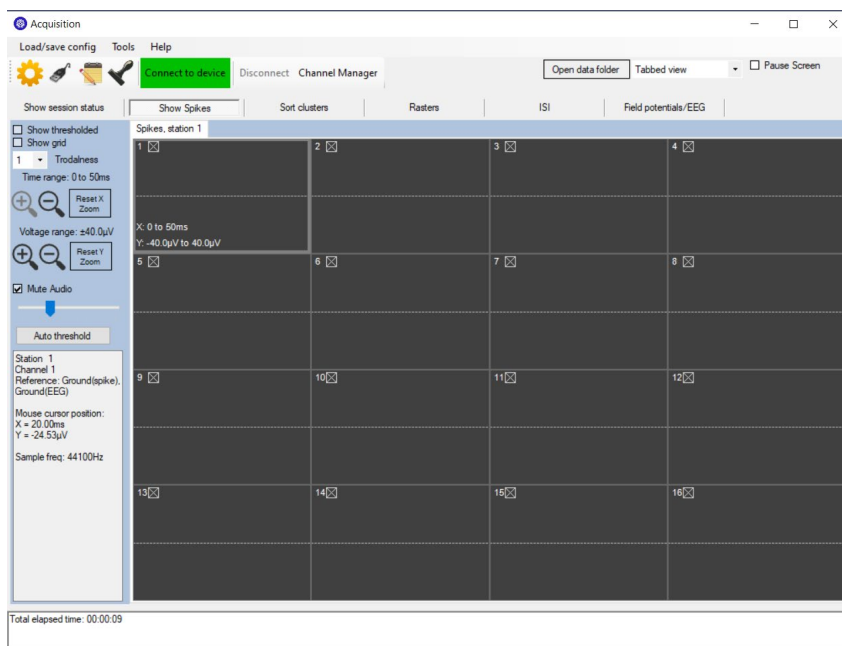 Acquisition
Load/save config Tools Help
Connect to device Disconnect Channel Manager Open data folder Tabbed view Pause Screen
Show session status Show Spikes Sort clusters Rasters ISI Field potentials/EEG
Show thresholded
Show grid
1 Trodalness
Time range: 0 to 50ms
Reset X
Zoom
Voltage range: ±40.0µV
Reset Y
Zoom
Mute Audio
Auto threshold
Station 1
Channel 1
Reference: Ground(spike),
Ground(EEG)
Mouse cursor position:
X = 20.00ms
Y = -24.53µV
Sample freq: 44100Hz
Spikes, station 1
1 2 3 4
X: 0 to 50ms
Y: -40.0µV to 40.0µV
5 6 7 8
9 10 11 12
13 14 15 16
Total elapsed time: 00:00:09